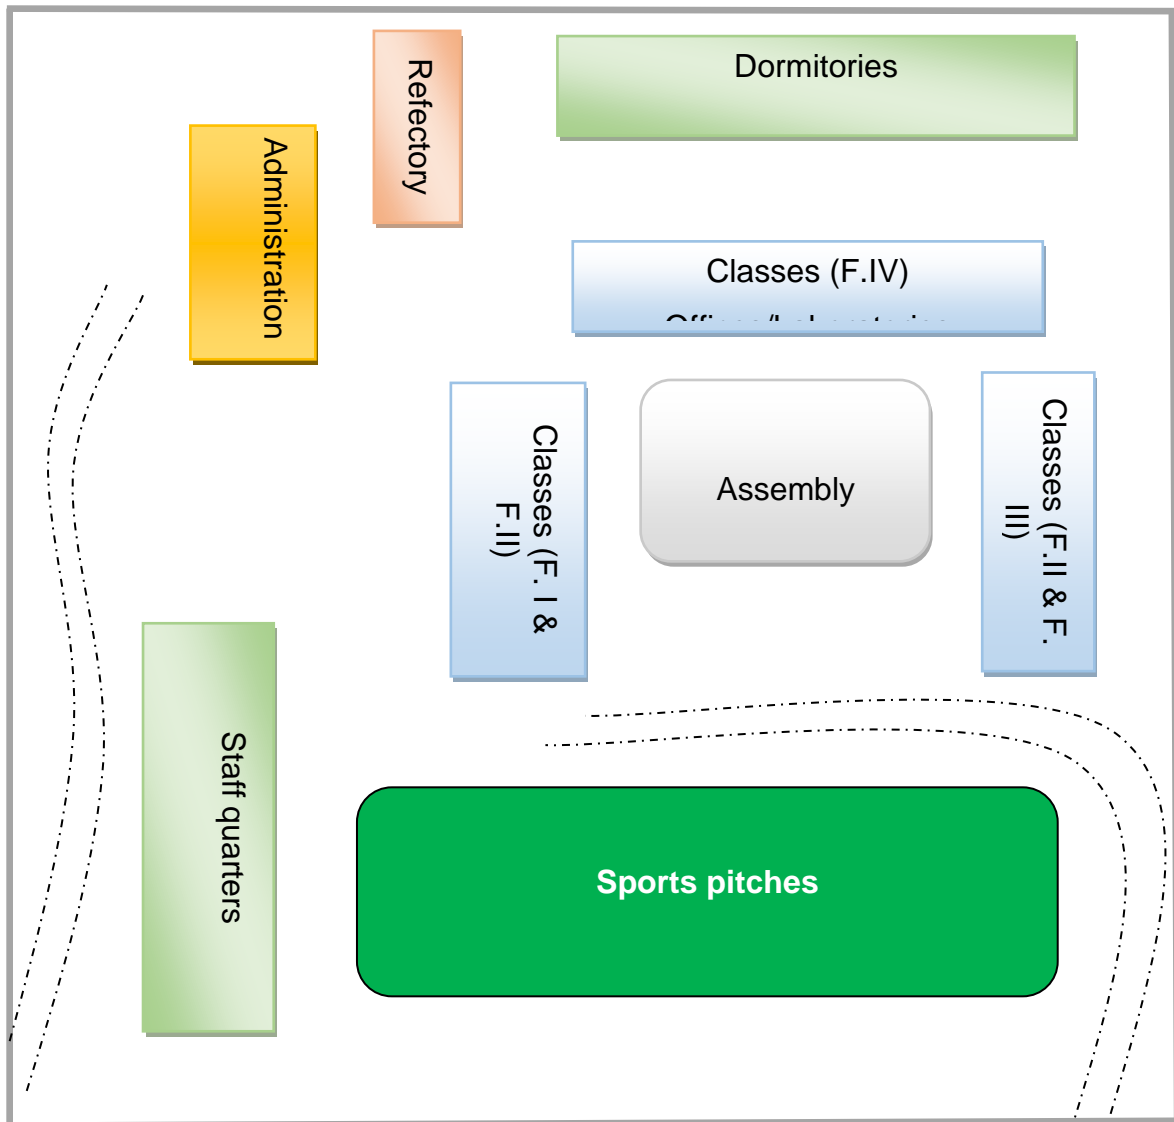 Refectory
Dormitories
Administration
Classes (F.IV)
Classes (F. I &
F.II)
Assembly
Classes (F.II & F.
III)
Staff quarters
Sports pitches